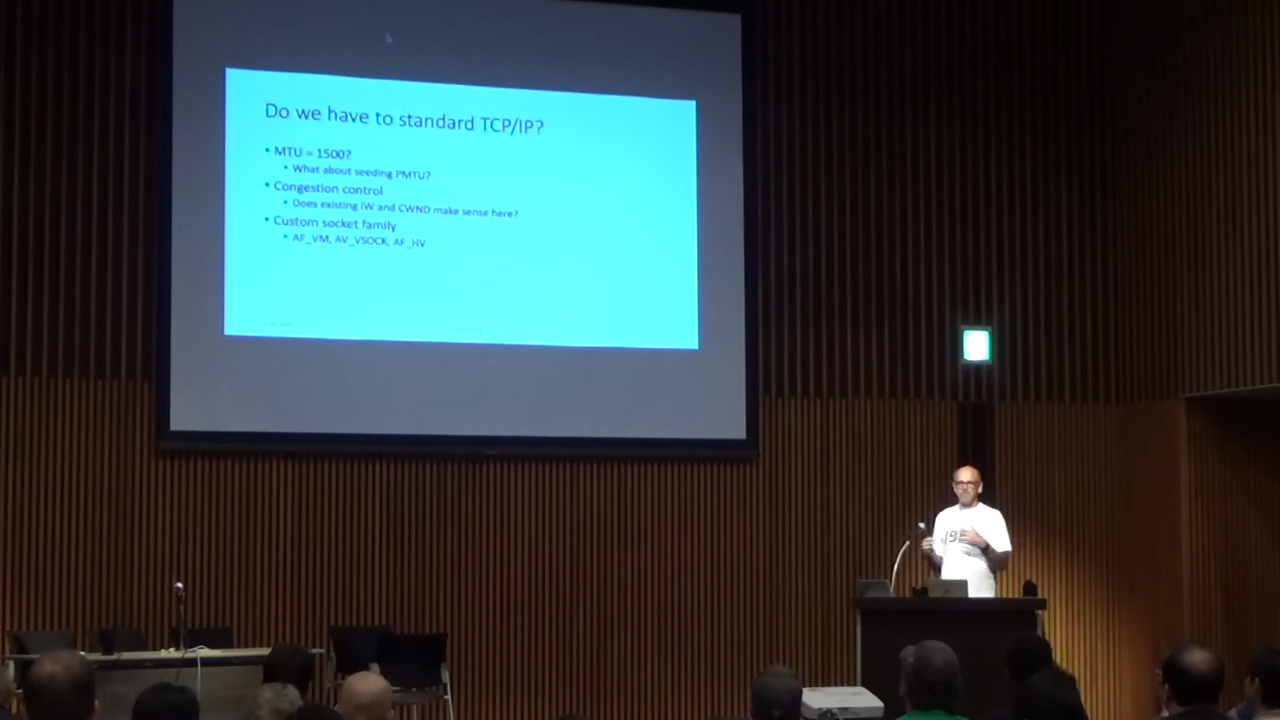 Do we have to standard TCP/IP?
• MTU = 1500?
• What about seeding PMTU?
• Congestion control
• Does existing IW and CWND make sense here?
• Custom socket family
• AF_VM, AV_VSOCK, AF_HV